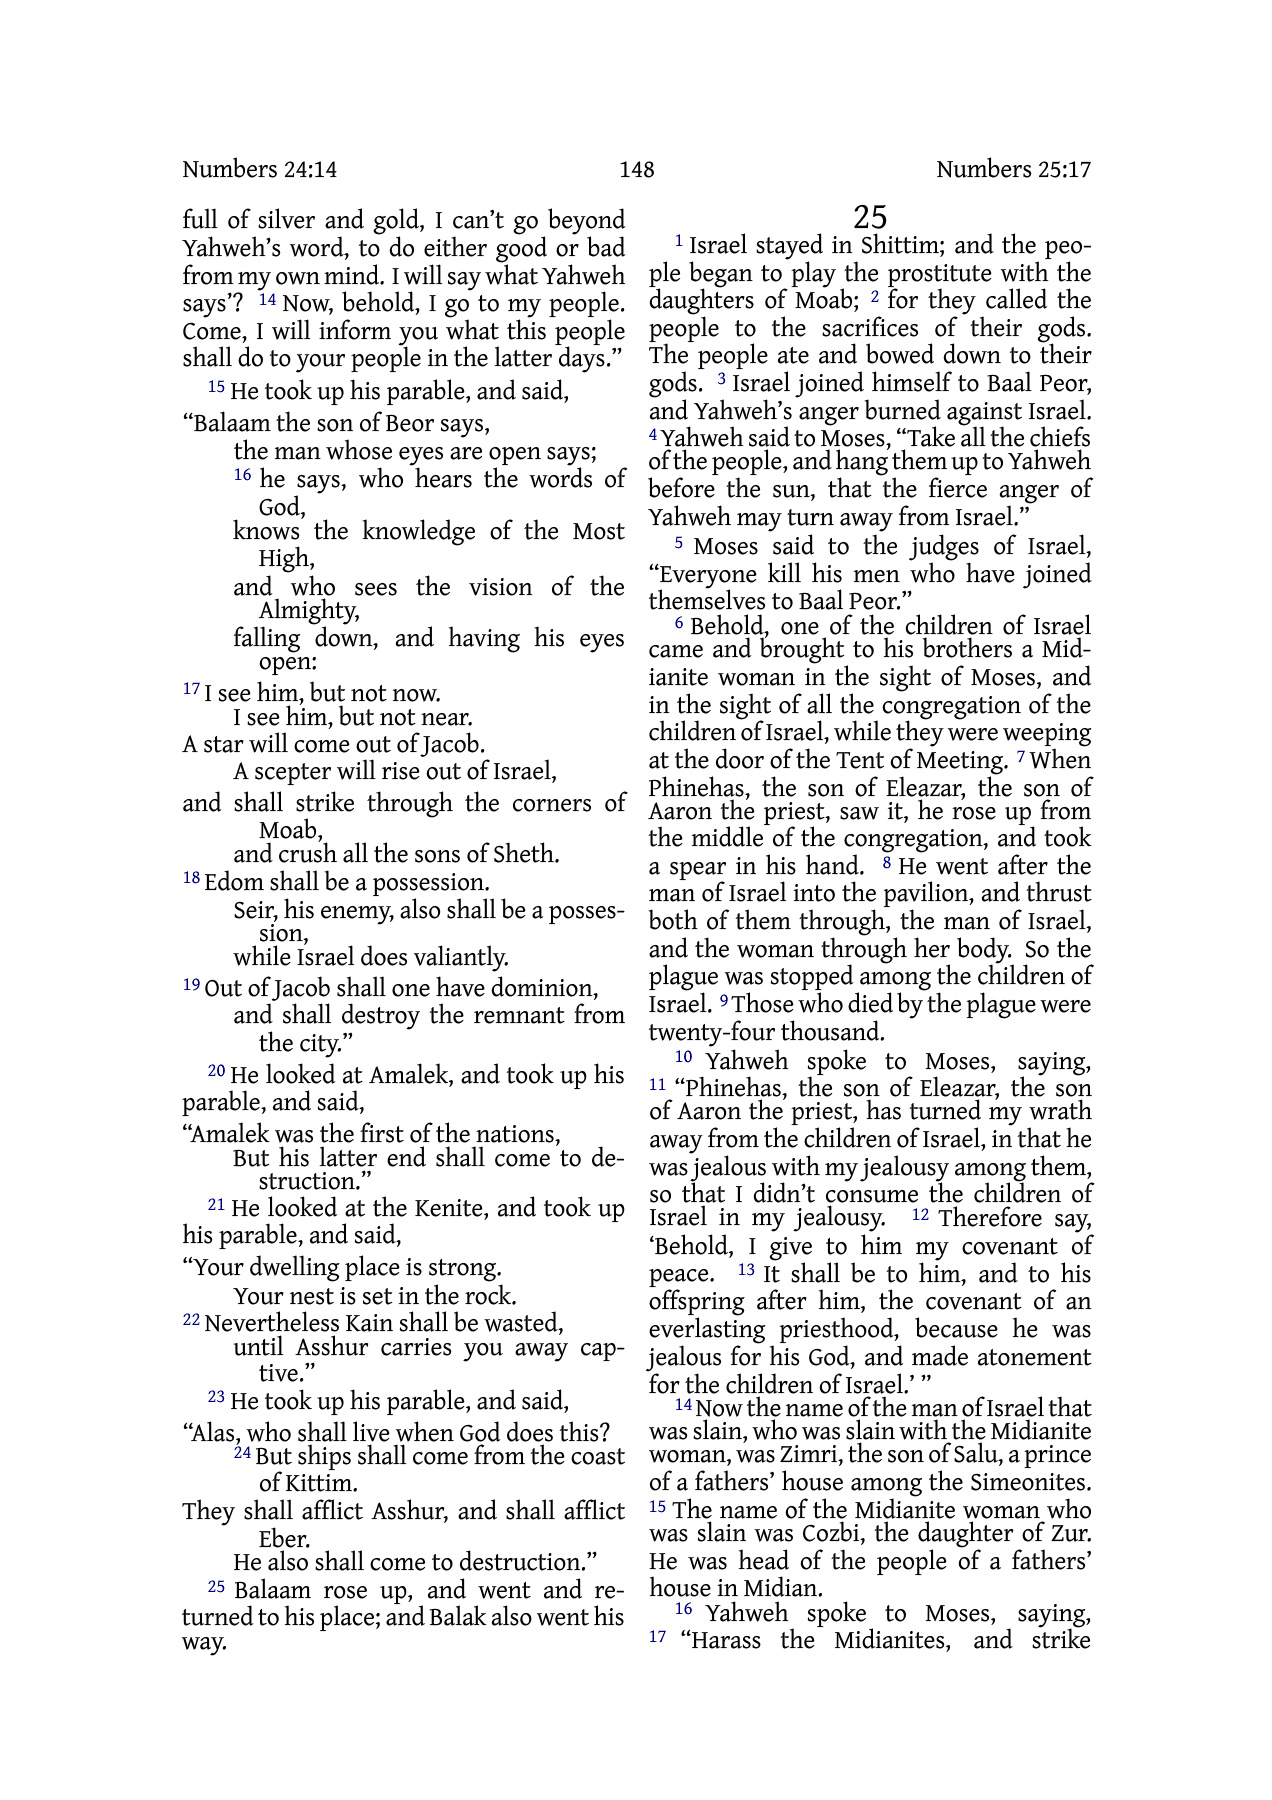 Numbers 24:14
148
Numbers 25:17
full of silver and gold, I can’t go beyond
Yahweh’s word, to do either good or bad
from my own mind. I will say what Yahweh
says’? 14 Now, behold, I go to my people.
Come, I will inform you what this people
shall do to your people in the latter days.”
15 He took up his parable, and said,
“Balaam the son of Beor says,
the man whose eyes are open says;
16 he says, who hears the words of
God,
knows the knowledge of the Most
High,
and who sees the vision of the
Almighty,
falling down, and having his eyes
open:
17 I see him, but not now.
I see him, but not near.
A star will come out of Jacob.
A scepter will rise out of Israel,
and shall strike through the corners of
Moab,
and crush all the sons of Sheth.
18 Edom shall be a possession.
Seir, his enemy, also shall be a posses-
sion,
while Israel does valiantly.
19 Out of Jacob shall one have dominion,
and shall destroy the remnant from
the city.”
20 He looked at Amalek, and took up his
parable, and said,
“Amalek was the first of the nations,
But his latter end shall come to de-
struction.”
21 He looked at the Kenite, and took up
his parable, and said,
“Your dwelling place is strong.
Your nest is set in the rock.
22 Nevertheless Kain shall be wasted,
until Asshur carries you away cap-
tive.”
23 He took up his parable, and said,
“Alas, who shall live when God does this?
24 But ships shall come from the coast
of Kittim.
They shall afflict Asshur, and shall afflict
Eber.
He also shall come to destruction.”
25 Balaam rose up, and went and re-
turned to his place; and Balak also went his
way.
25
1 Israel stayed in Shittim; and the peo-
ple began to play the prostitute with the
daughters of Moab; 2 for they called the
people to the sacrifices of their gods.
The people ate and bowed down to their
gods. 3 Israel joined himself to Baal Peor,
and Yahweh’s anger burned against Israel.
4 Yahweh said to Moses, “Take all the chiefs
of the people, and hang them up to Yahweh
before the sun, that the fierce anger of
Yahweh may turn away from Israel.”
5 Moses said to the judges of Israel,
“Everyone kill his men who have joined
themselves to Baal Peor.”
6 Behold, one of the children of Israel
came and brought to his brothers a Mid-
ianite woman in the sight of Moses, and
in the sight of all the congregation of the
children of Israel, while they were weeping
at the door of the Tent of Meeting. 7 When
Phinehas, the son of Eleazar, the son of
Aaron the priest, saw it, he rose up from
the middle of the congregation, and took
a spear in his hand. 8 He went after the
man of Israel into the pavilion, and thrust
both of them through, the man of Israel,
and the woman through her body. So the
plague was stopped among the children of
Israel. 9 Those who died by the plague were
twenty-four thousand.
10 Yahweh spoke to Moses, saying,
11 “Phinehas, the son of Eleazar, the son
of Aaron the priest, has turned my wrath
away from the children of Israel, in that he
was jealous with my jealousy among them,
so that I didn’t consume the children of
Israel in my jealousy. 12 Therefore say,
‘Behold, I give to him my covenant of
peace. 13 It shall be to him, and to his
offspring after him, the covenant of an
everlasting priesthood, because he was
jealous for his God, and made atonement
for the children of Israel.’ ”
14 Now the name of the man of Israel that
was slain, who was slain with the Midianite
woman, was Zimri, the son of Salu, a prince
of a fathers’ house among the Simeonites.
15 The name of the Midianite woman who
was slain was Cozbi, the daughter of Zur.
He was head of the people of a fathers’
house in Midian.
16 Yahweh spoke to Moses, saying,
17 “Harass the Midianites, and strike